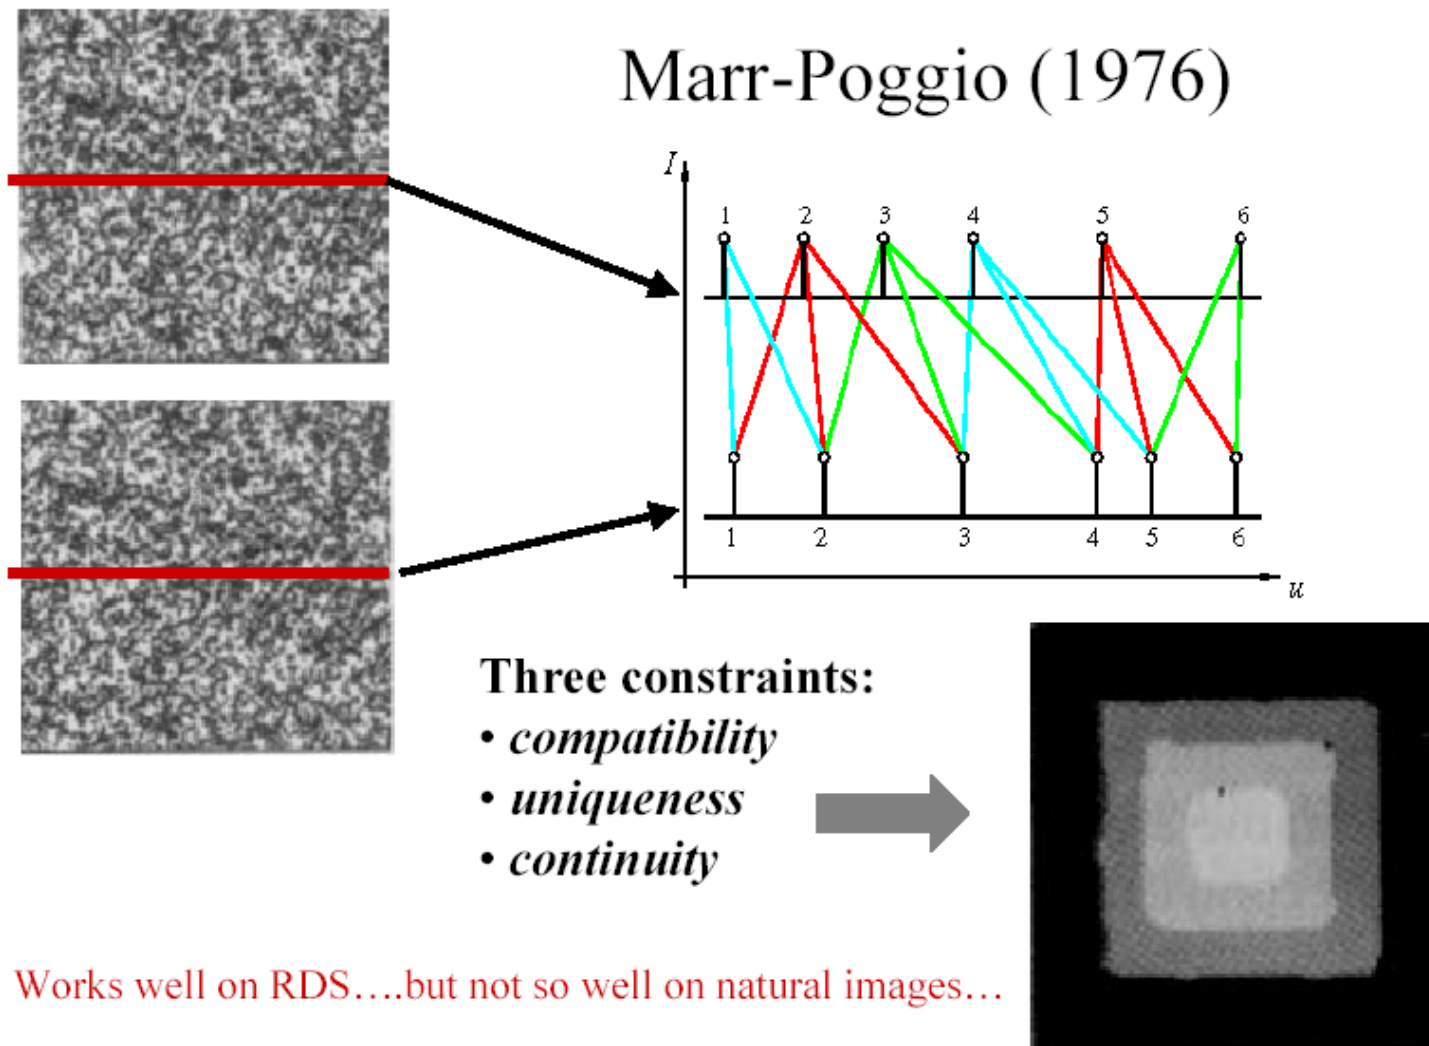 Marr-Poggio (1976)
I
1 2 3 4 5 6
1 2 3 4 5 6
u
Three constraints:
• compatibility
• uniqueness
• continuity
Works well on RDS….but not so well on natural images…